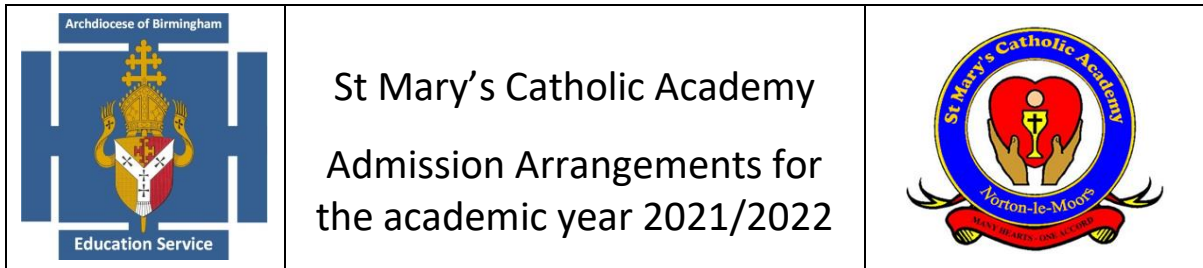 Archdiocese of Birmingham
Education Service
St Mary’s Catholic Academy
Admission Arrangements for
the academic year 2021/2022
St Mary's Catholic Academy
Norton-le-Moors
MANY HEARTS - ONE ACCORD